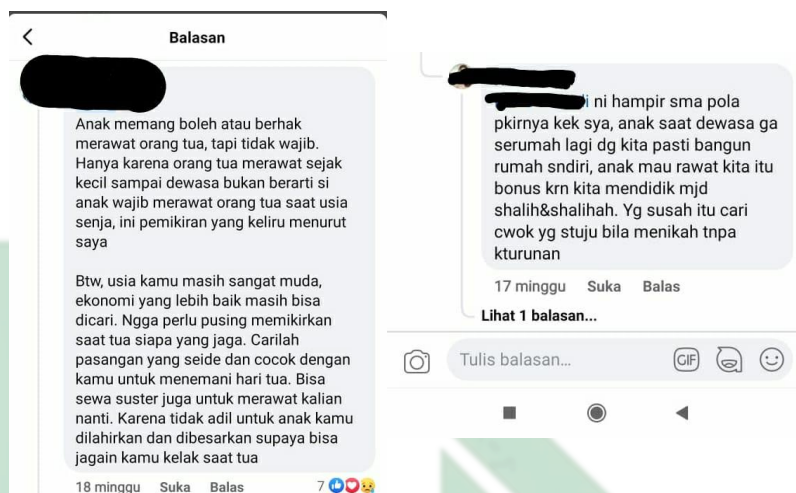 Balasan
Anak memang boleh atau berhak
merawat orang tua, tapi tidak wajib.
Hanya karena orang tua merawat sejak
kecil sampai dewasa bukan berarti si
anak wajib merawat orang tua saat usia
senja, ini pemikiran yang keliru menurut
saya
Btw, usia kamu masih sangat muda,
ekonomi yang lebih baik masih bisa
dicari. Ngga perlu pusing memikirkan
saat tua siapa yang jaga. Carilah
pasangan yang seide dan cocok dengan
kamu untuk menemani hari tua. Bisa
sewa suster juga untuk merawat kalian
nanti. Karena tidak adil untuk anak kamu
dilahirkan dan dibesarkan supaya bisa
jagain kamu kelak saat tua
18 minggu Suka Balas 7
i ni hampir sma pola
pkirnya kek sya, anak saat dewasa ga
serumah lagi dg kita pasti bangun
rumah sndiri, anak mau rawat kita itu
bonus krn kita mendidik mjd
shalih&shalihah. Yg susah itu cari
cwok yg stuju bila menikah tnpa
kturunan
17 minggu Suka Balas
Lihat 1 balasan...
Tulis balasan...
GIF